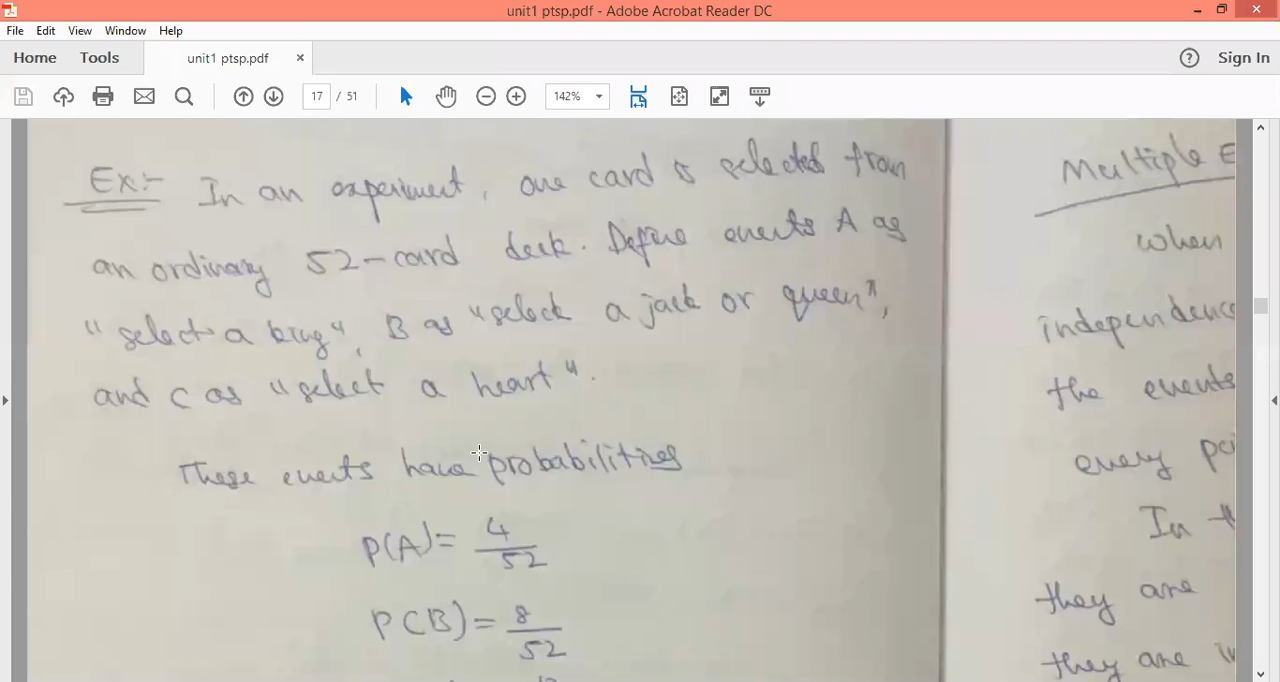 unit1 ptsp.pdf - Adobe Acrobat Reader DC
File Edit View Window Help
Home Tools unit1 ptsp.pdf × Sign In
17 / 51 142%
Ex:- In an experiment, one card is selected from
an ordinary 52-card deck. Define events A as
"select a king", B as "select a jack or queen",
and C as "select a heart".
These events have probabilities
P(A)= 4/52
P(B)= 8/52
Multiple E
when
independence
the events
every po
In th
they are
they are in